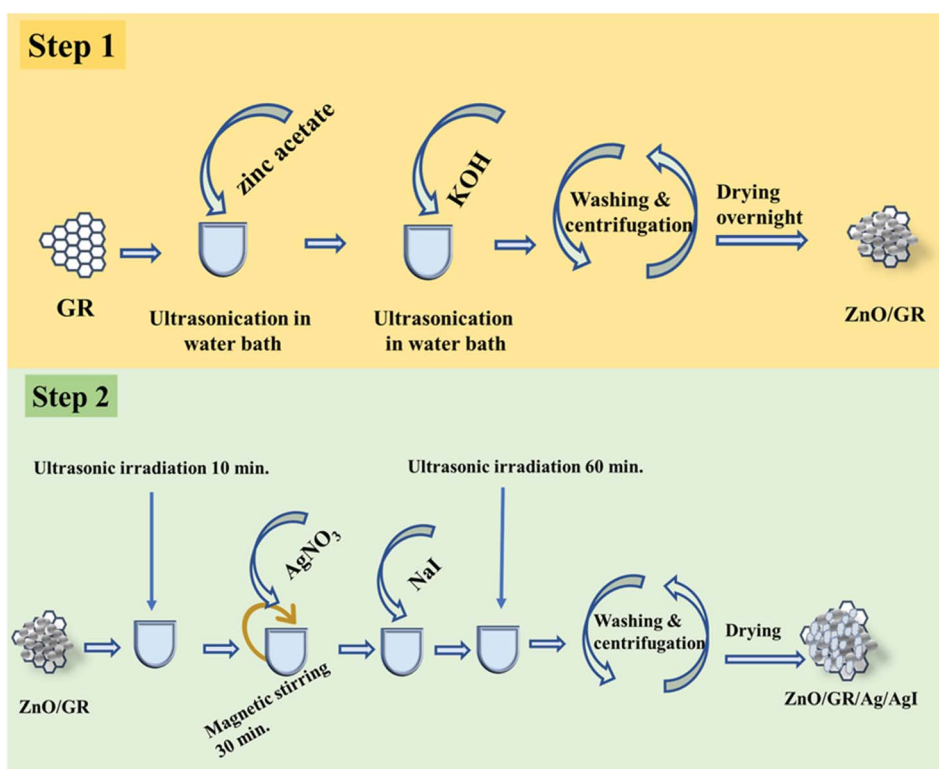 Step 1
zinc acetate
KOH
Washing &
centrifugation
Drying
overnight
GR
Ultrasonication in
water bath
Ultrasonication
in water bath
ZnO/GR
Step 2
Ultrasonic irradiation 10 min.
Ultrasonic irradiation 60 min.
AgNO₃
NaI
Washing &
centrifugation
Drying
ZnO/GR
Magnetic stirring
30 min.
ZnO/GR/Ag/AgI